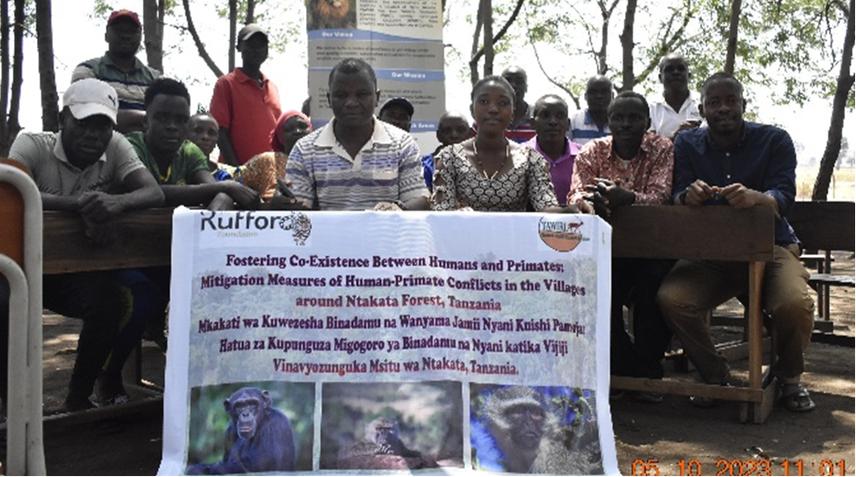 Our Vision
Our Mission
Rufford
Foundation
TAWIRI
Fostering Co-Existence Between Humans and Primates:
Mitigation Measures of Human-Primate Conflicts in the Villages
around Ntakata Forest, Tanzania
Mkakati wa Kuwezesha Binadamu na Wanyama Jamii Nyani Kuishi Pamoja:
Hatua za Kupunguza Migogoro ya Binadamu na Nyani katika Vijiji
Vinavyozunguka Msitu wa Ntakata, Tanzania.
05 10 2023 11 01